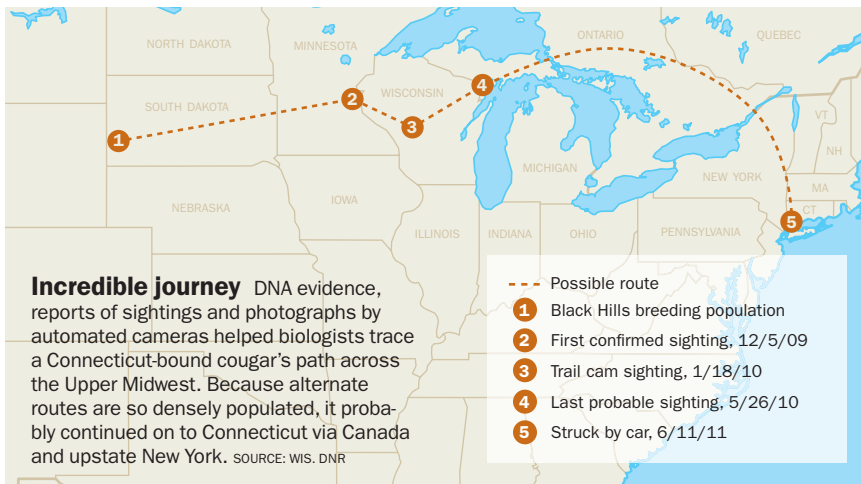 NORTH DAKOTA
MINNESOTA
ONTARIO
QUEBEC
SOUTH DAKOTA
WISCONSIN
MICHIGAN
VT
NH
NEW YORK
MA
CT
NEBRASKA
IOWA
ILLINOIS
INDIANA
OHIO
PENNSYLVANIA
1
2
3
4
5
Incredible journey DNA evidence,
reports of sightings and photographs by
automated cameras helped biologists trace
a Connecticut-bound cougar's path across
the Upper Midwest. Because alternate
routes are so densely populated, it proba-
bly continued on to Connecticut via Canada
and upstate New York. SOURCE: WIS. DNR
Possible route
1 Black Hills breeding population
2 First confirmed sighting, 12/5/09
3 Trail cam sighting, 1/18/10
4 Last probable sighting, 5/26/10
5 Struck by car, 6/11/11